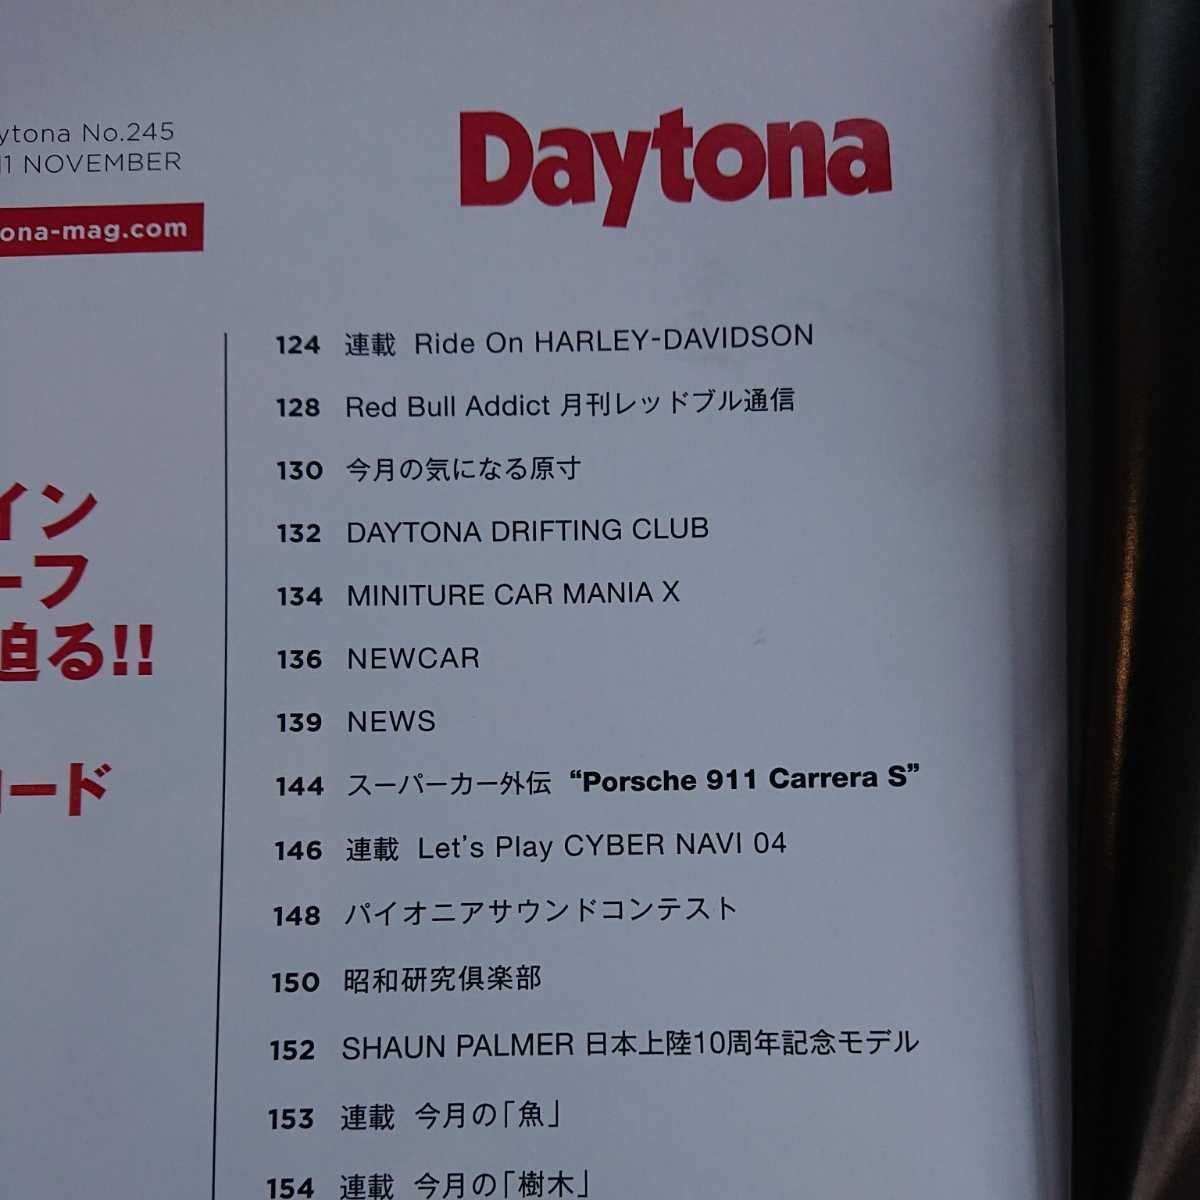 Daytona No.245
11 NOVEMBER
ona-mag.com
Daytona
イン
ーフ
迫る!!
ード
124 連載 Ride On HARLEY-DAVIDSON
128 Red Bull Addict 月刊レッドブル通信
130 今月の気になる原寸
132 DAYTONA DRIFTING CLUB
134 MINITURE CAR MANIA X
136 NEWCAR
139 NEWS
144 スーパーカー外伝 “Porsche 911 Carrera S”
146 連載 Let's Play CYBER NAVI 04
148 パイオニアサウンドコンテスト
150 昭和研究倶楽部
152 SHAUN PALMER 日本上陸10周年記念モデル
153 連載 今月の「魚」
154 連載 今月の「樹木」